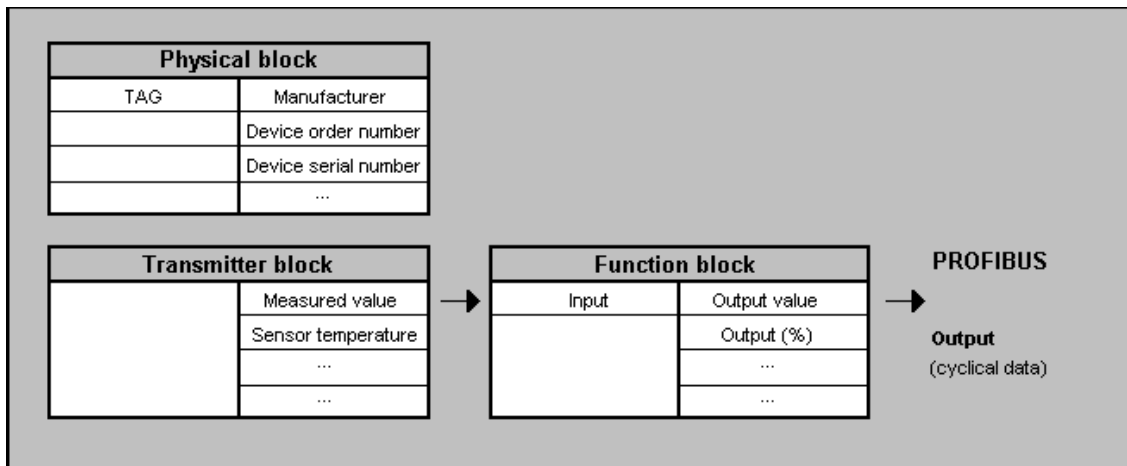 Physical block
TAG Manufacturer
Device order number
Device serial number
...
Transmitter block
Measured value
Sensor temperature
...
...
Function block
Input Output value
Output (%)
...
...
PROFIBUS
Output
(cyclical data)